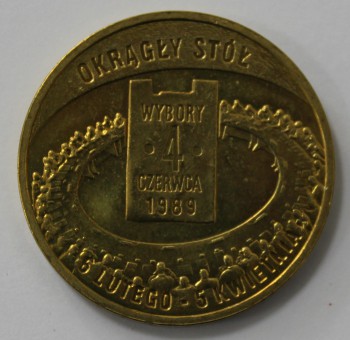 OKRĄGŁY STÓŁ
WYBORY
· 4 ·
CZERWCA
1989
6 LUTEGO - 5 KWIETNIA